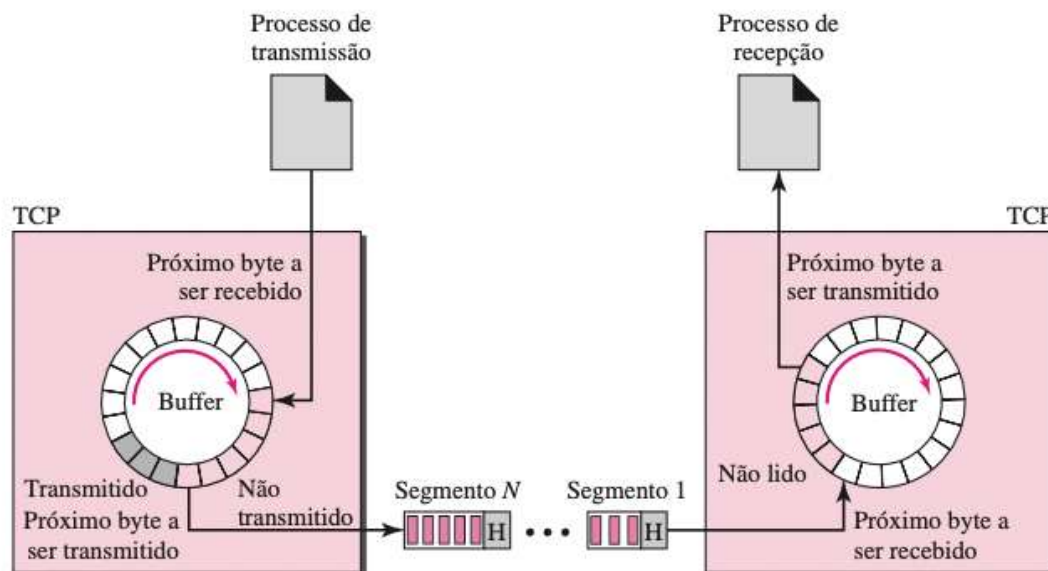 Processo de
transmissão
Processo de
recepção
TCP
TCP
Próximo byte a
ser recebido
Próximo byte a
ser transmitido
Buffer
Buffer
Transmitido
Não
transmitido
Próximo byte a
ser transmitido
Segmento N
H
Segmento 1
H
Não lido
Próximo byte a
ser recebido